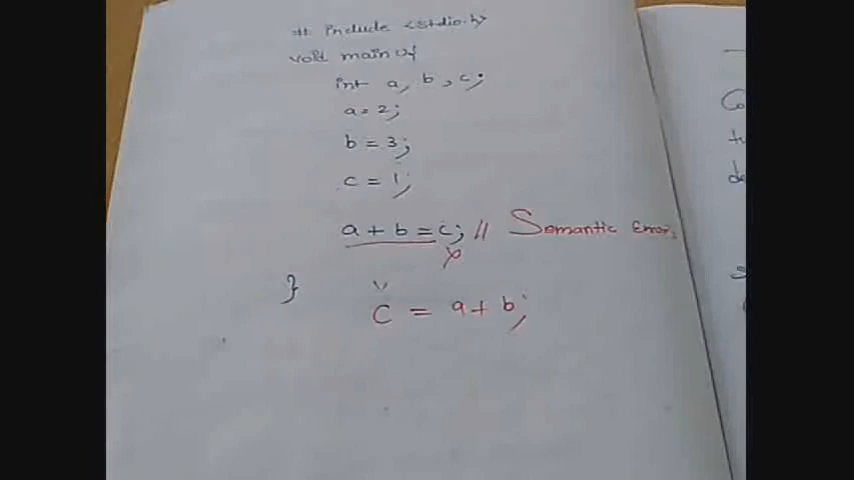 # include <stdio.h>
void main(){
int a, b, c;
a = 2;
b = 3;
c = 1;
a + b = c; // Semantic Error,
}
C = a + b;